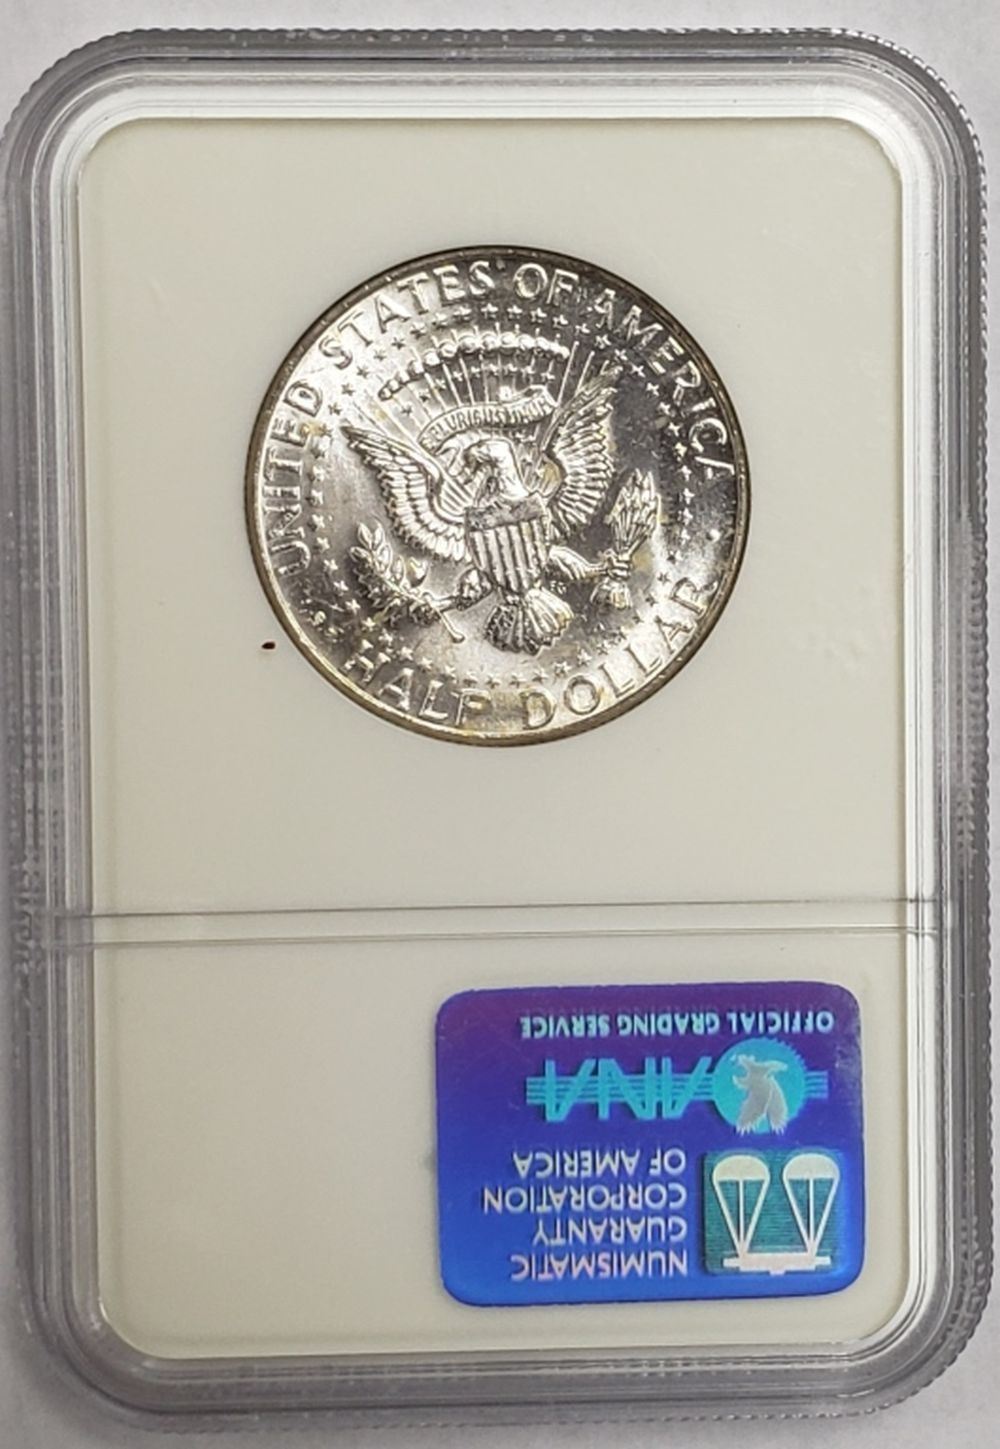 UNITED STATES OF AMERICA
PLURIBUS UNUM
HALF DOLLAR
NUMISMATIC
GUARANTY
CORPORATION
OF AMERICA
ANA
OFFICIAL GRADING SERVICE